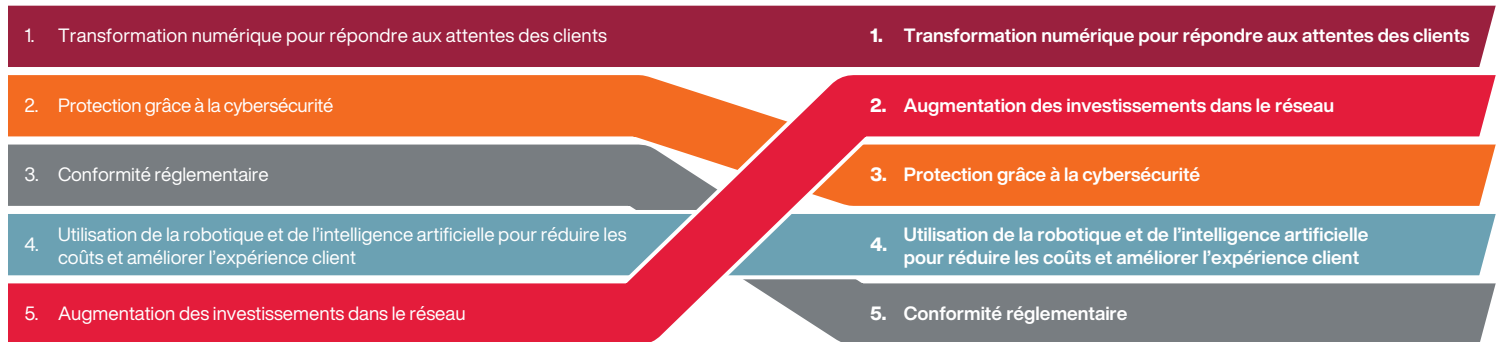 1. Transformation numérique pour répondre aux attentes des clients
2. Protection grâce à la cybersécurité
3. Conformité réglementaire
4. Utilisation de la robotique et de l'intelligence artificielle pour réduire les
coûts et améliorer l'expérience client
5. Augmentation des investissements dans le réseau
1. Transformation numérique pour répondre aux attentes des clients
2. Augmentation des investissements dans le réseau
3. Protection grâce à la cybersécurité
4. Utilisation de la robotique et de l'intelligence artificielle
pour réduire les coûts et améliorer l'expérience client
5. Conformité réglementaire